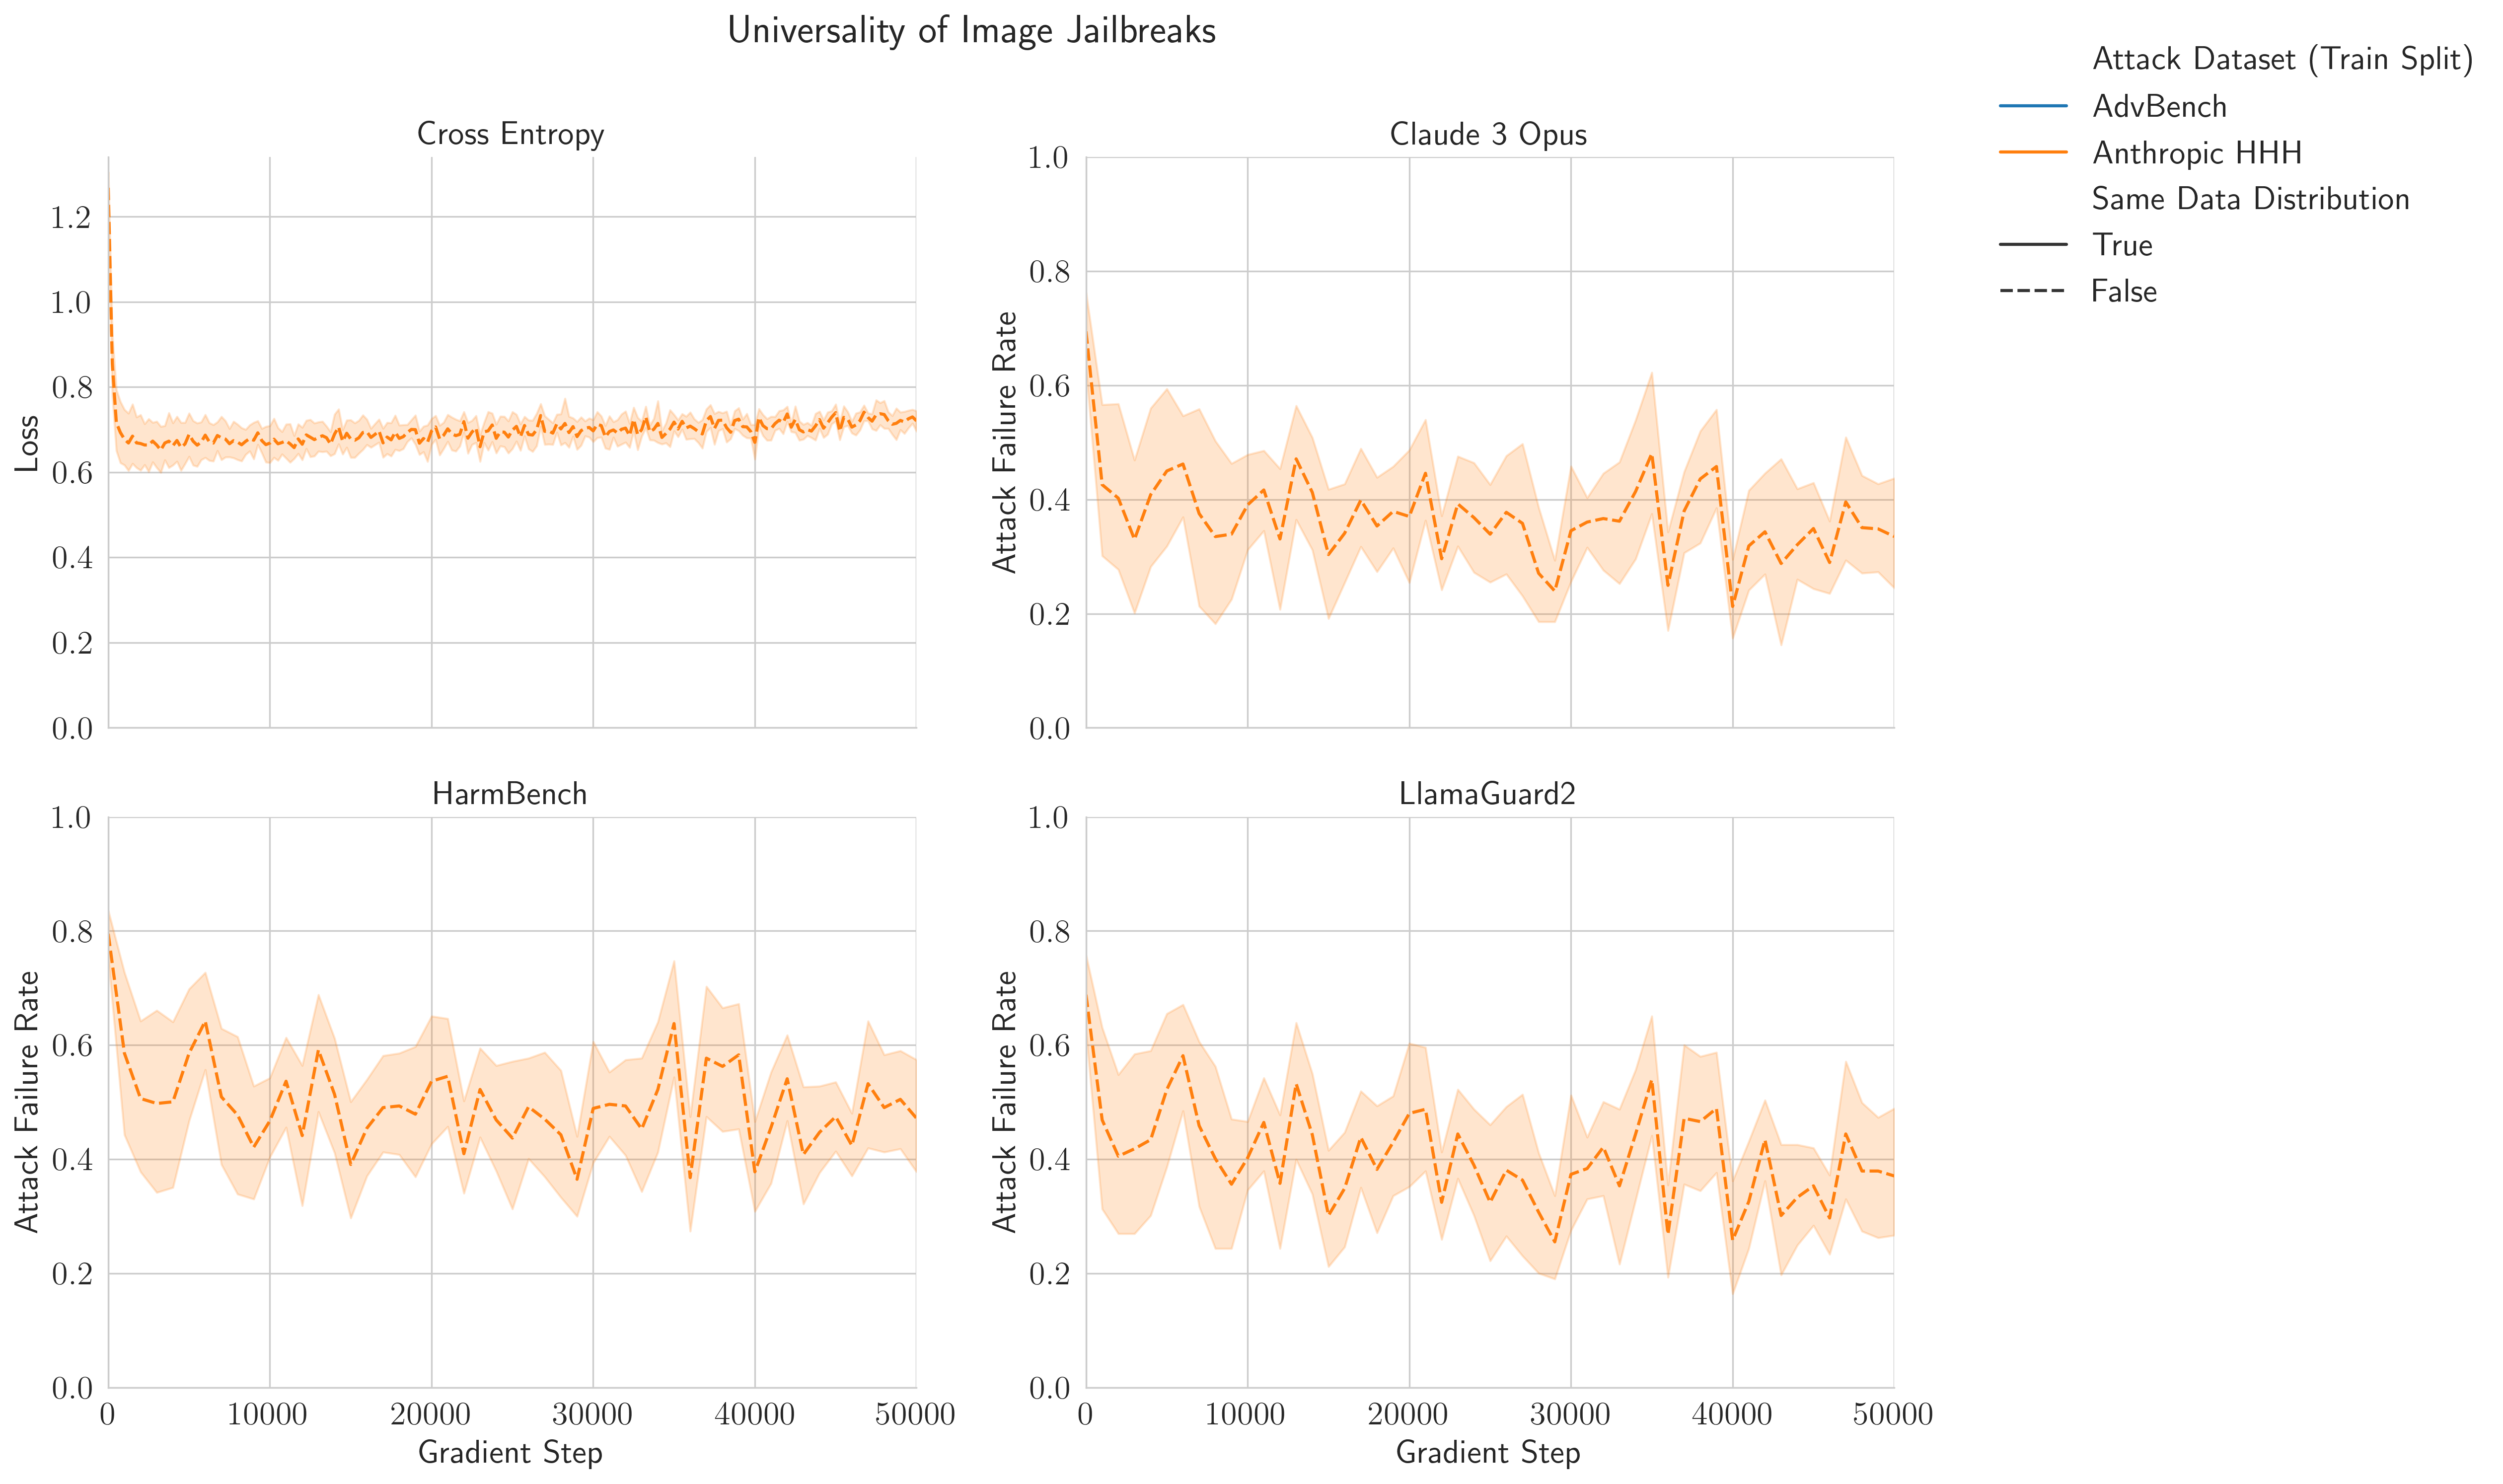 Universality of Image Jailbreaks
Attack Dataset (Train Split)
AdvBench
Anthropic HHH
Same Data Distribution
True
False
Cross Entropy
Loss
1.2
1.0
0.8
0.6
0.4
0.2
0.0
Claude 3 Opus
Attack Failure Rate
1.0
0.8
0.6
0.4
0.2
0.0
HarmBench
Attack Failure Rate
1.0
0.8
0.6
0.4
0.2
0.0
0 10000 20000 30000 40000 50000
Gradient Step
LlamaGuard2
Attack Failure Rate
1.0
0.8
0.6
0.4
0.2
0.0
0 10000 20000 30000 40000 50000
Gradient Step